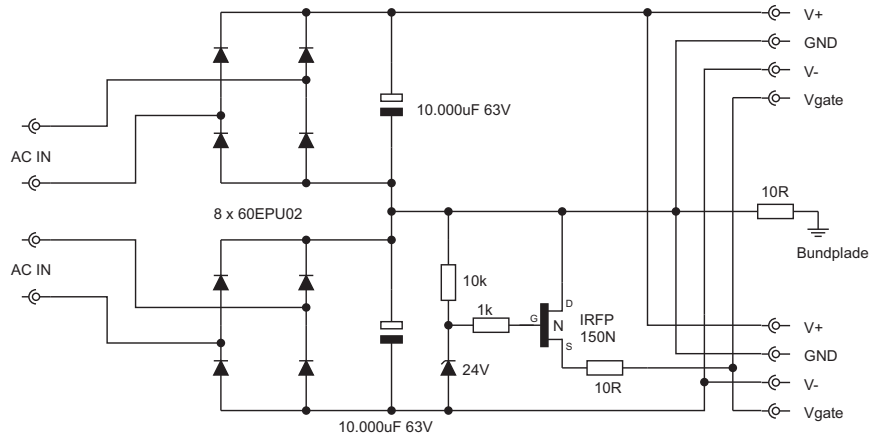 V+
GND
V-
Vgate
10.000uF 63V
AC IN
10R
8 x 60EPU02
Bundplade
AC IN
10k
1k
D
G
N
IRFP
150N
S
V+
GND
24V
10R
V-
Vgate
10.000uF 63V